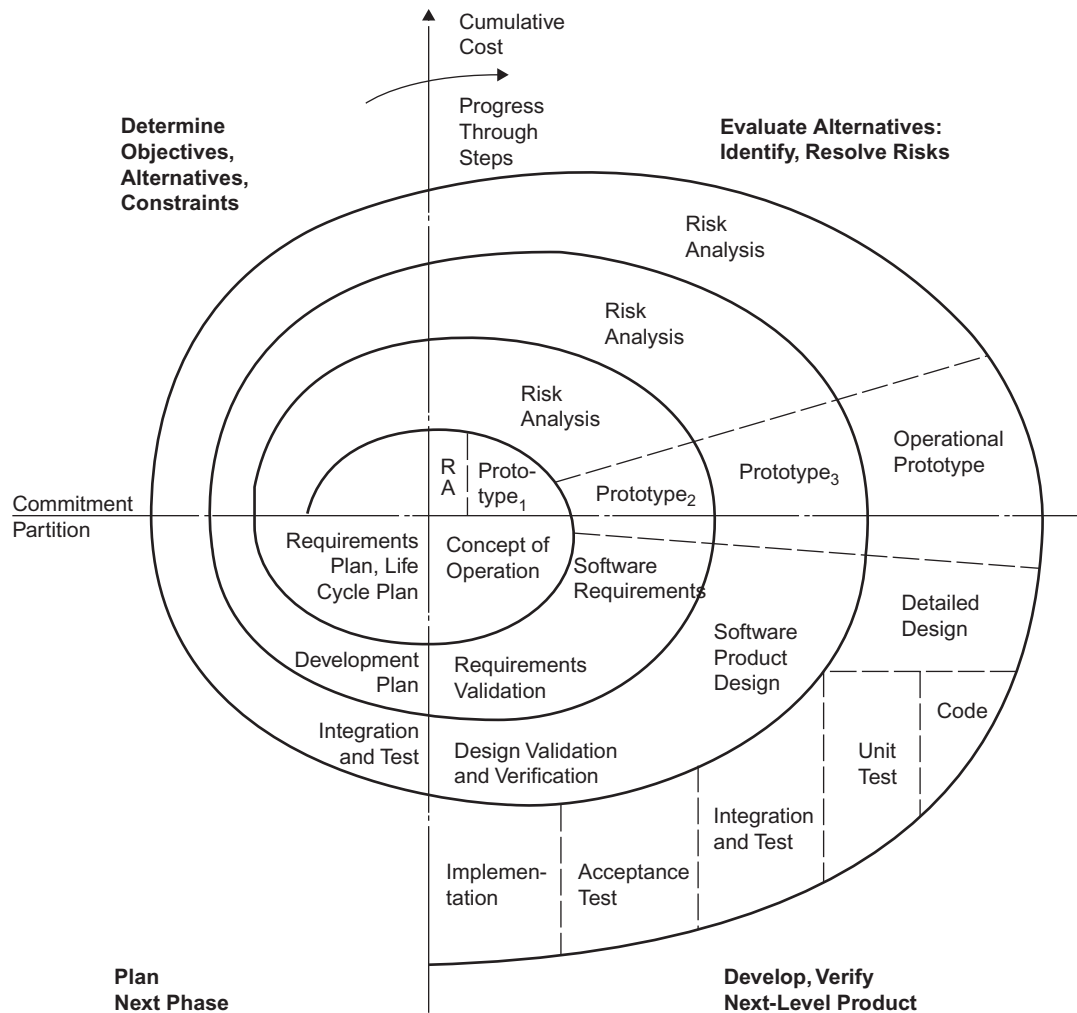 Cumulative
Cost
Progress
Through
Steps
Determine
Objectives,
Alternatives,
Constraints
Evaluate Alternatives:
Identify, Resolve Risks
Risk
Analysis
Risk
Analysis
Risk
Analysis
R
A
Proto-
type1
Prototype2
Prototype3
Operational
Prototype
Commitment
Partition
Requirements
Plan, Life
Cycle Plan
Concept of
Operation
Software
Requirements
Detailed
Design
Development
Plan
Requirements
Validation
Software
Product
Design
Code
Integration
and Test
Design Validation
and Verification
Unit
Test
Integration
and Test
Implemen-
tation
Acceptance
Test
Plan
Next Phase
Develop, Verify
Next-Level Product